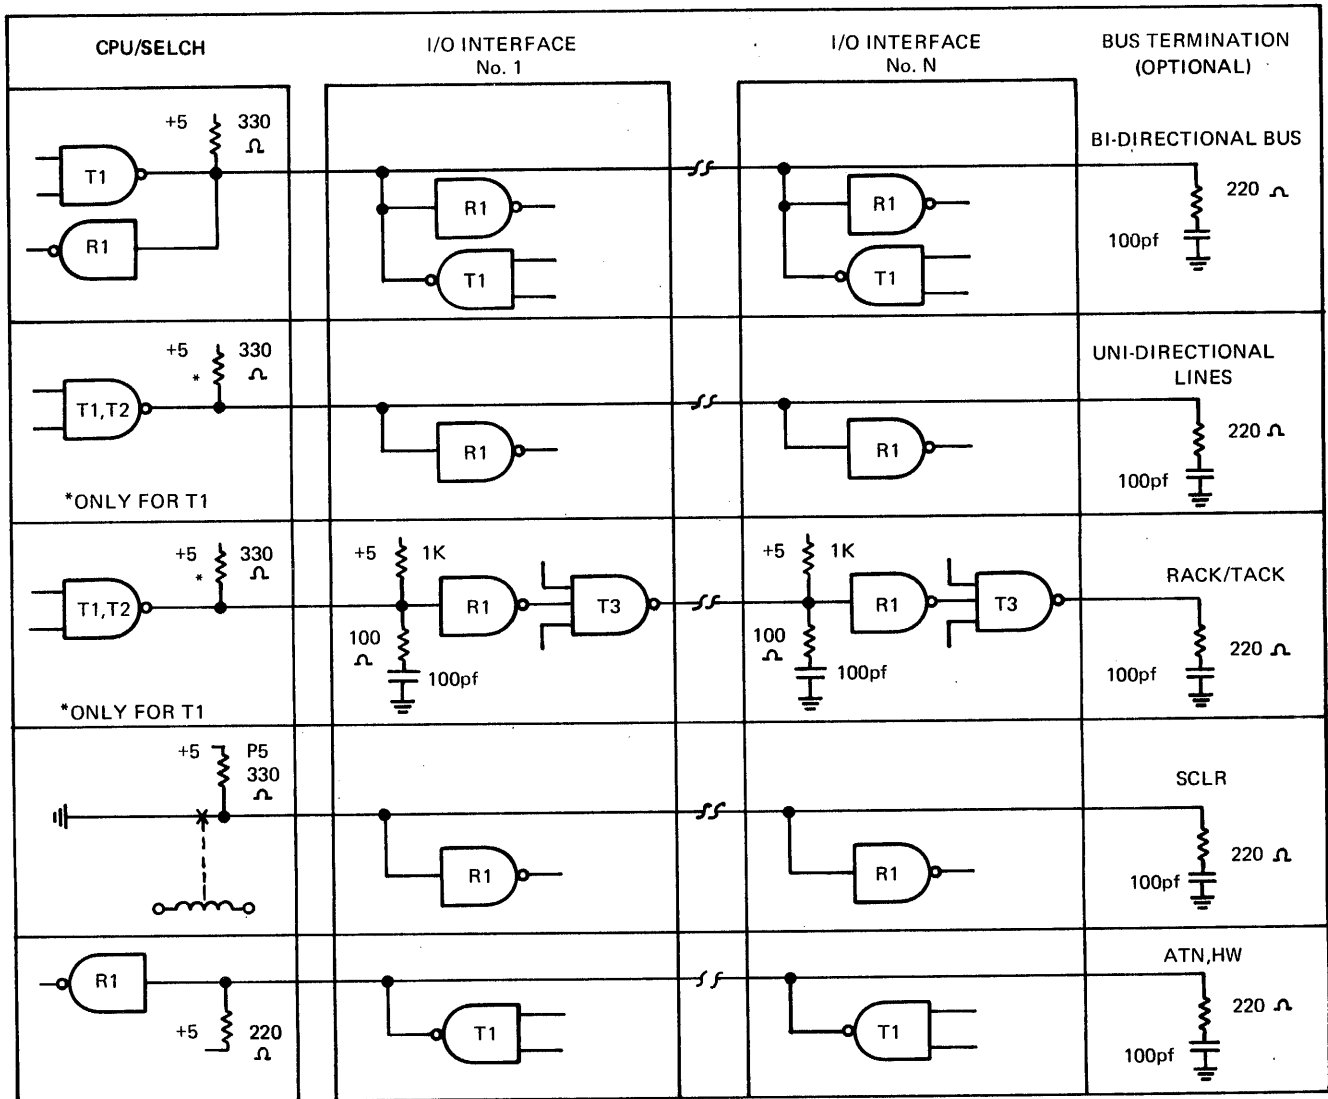 CPU/SELCH
I/O INTERFACE
No. 1
I/O INTERFACE
No. N
BUS TERMINATION
(OPTIONAL)
+5 330
Ω
T1
R1
R1
T1
R1
T1
BI-DIRECTIONAL BUS
220 Ω
100pf
+5 330
* Ω
T1,T2
*ONLY FOR T1
R1
R1
UNI-DIRECTIONAL
LINES
220 Ω
100pf
+5 330
* Ω
T1,T2
*ONLY FOR T1
+5 1K
R1
T3
100
Ω
100pf
+5 1K
R1
T3
100
Ω
100pf
RACK/TACK
220 Ω
100pf
+5 P5
330
Ω
R1
R1
SCLR
220 Ω
100pf
R1
+5 220
Ω
T1
T1
ATN,HW
220 Ω
100pf